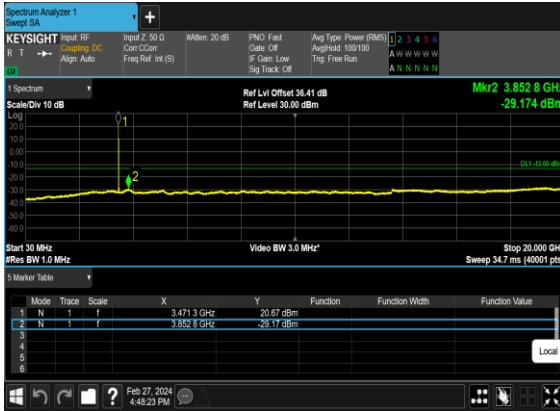 Spectrum Analyzer 1
Swept SA
+
KEYSIGHT
R T
LXI
Input: RF
Coupling: DC
Align: Auto
Input Z: 50 Ω
Corr CCorr
Freq Ref: Int (S)
#Atten: 20 dB
PNO: Fast
Gate: Off
IF Gain: Low
Sig Track: Off
Avg Type: Power (RMS)
Avg|Hold: 100/100
Trig: Free Run
1 2 3 4 5 6
A W W W W W
A N N N N N
1 Spectrum
Scale/Div 10 dB
Ref Lvl Offset 36.41 dB
Ref Level 30.00 dBm
Mkr2 3.852 8 GHz
-29.174 dBm
Log
20.0
10.0
0.00
-10.0
-20.0
-30.0
-40.0
-50.0
-60.0
1
2
DL1 -13.00 dBm
Start 30 MHz
#Res BW 1.0 MHz
Video BW 3.0 MHz*
Stop 20.000 GHz
Sweep 34.7 ms (40001 pts)
5 Marker Table
Mode Trace Scale X Y Function Function Width Function Value
1 N 1 f 3.471 3 GHz 20.67 dBm
2 N 1 f 3.852 8 GHz -29.17 dBm
3
4
5
6
Local
?
Feb 27, 2024
4:48:23 PM